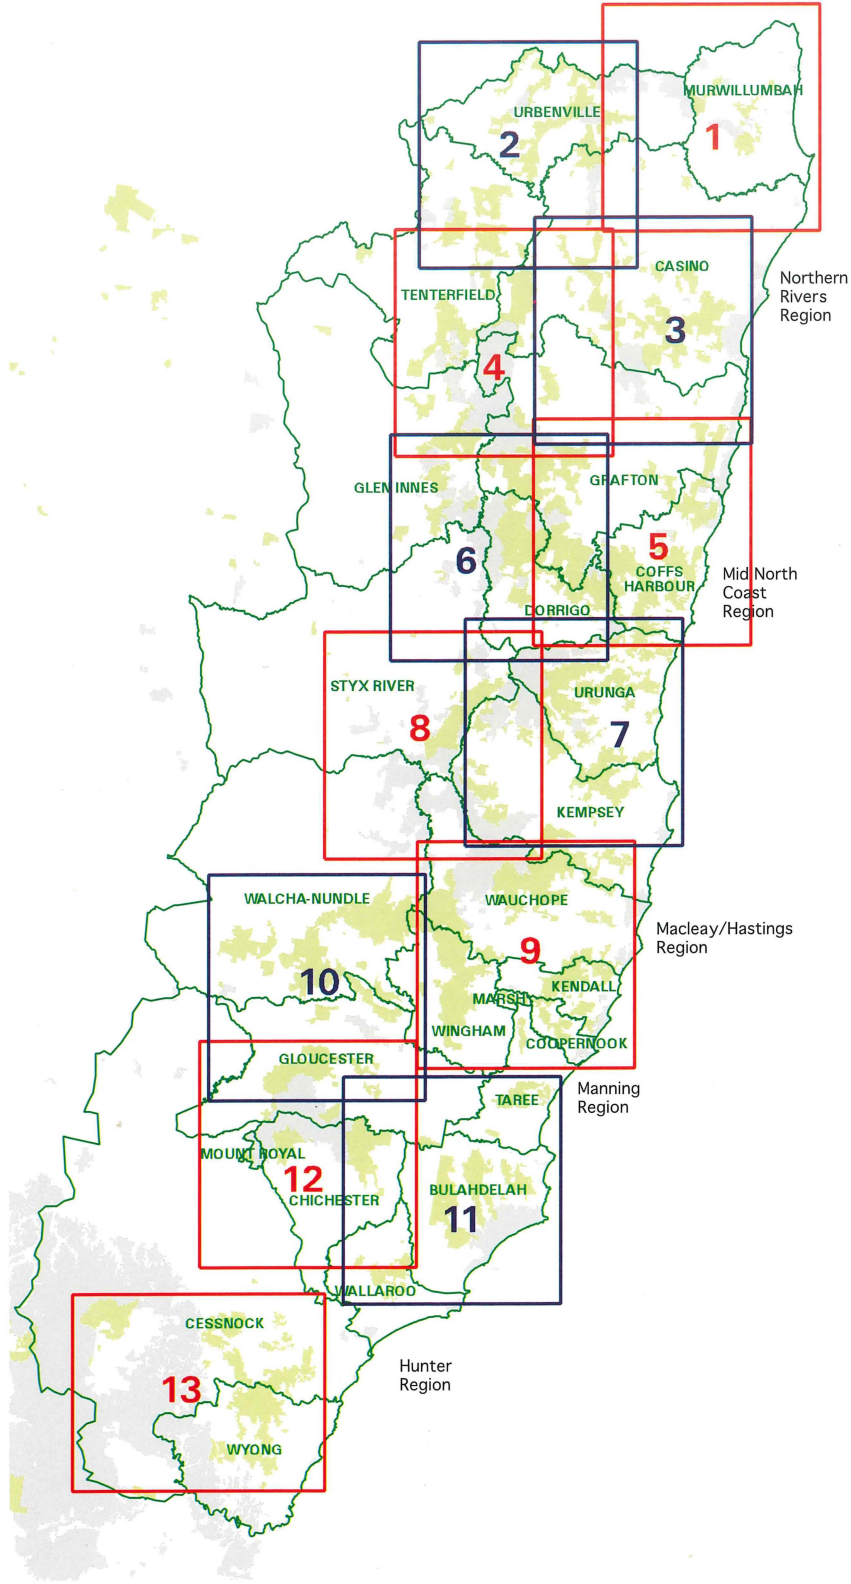 MURWILLUMBAH
URBENVILLE
1
2
CASINO
Northern
Rivers
Region
TENTERFIELD
3
4
GRAFTON
GLEN INNES
5
6
COFFS
HARBOUR
Mid North
Coast
Region
DORRIGO
STYX RIVER
URUNGA
8
7
KEMPSEY
WALCHA-NUNDLE
WAUCHOPE
Macleay/Hastings
Region
9
10
KENDALL
MARSH
WINGHAM
COOPERNOOK
GLOUCESTER
Manning
Region
TAREE
MOUNT ROYAL
12
CHICHESTER
BULAHDELAH
11
WALLAROO
CESSNOCK
Hunter
Region
13
WYONG